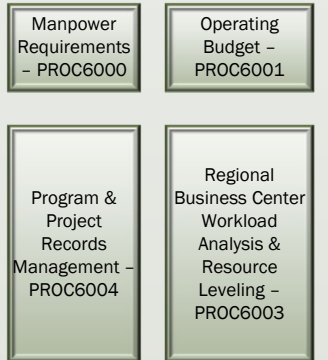 Manpower
Requirements
– PROC6000
Operating
Budget –
PROC6001
Program &
Project
Records
Management –
PROC6004
Regional
Business Center
Workload
Analysis &
Resource
Leveling –
PROC6003